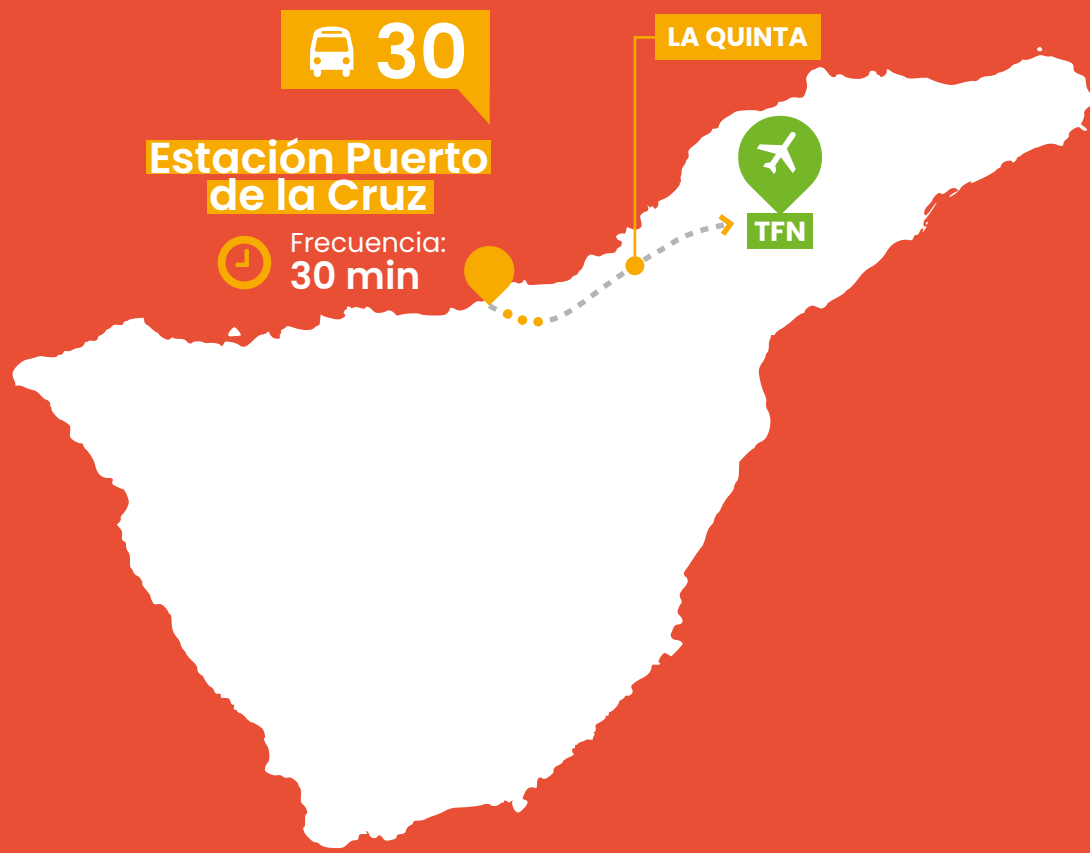 30
LA QUINTA
Estación Puerto
de la Cruz
Frecuencia:
30 min
TFN